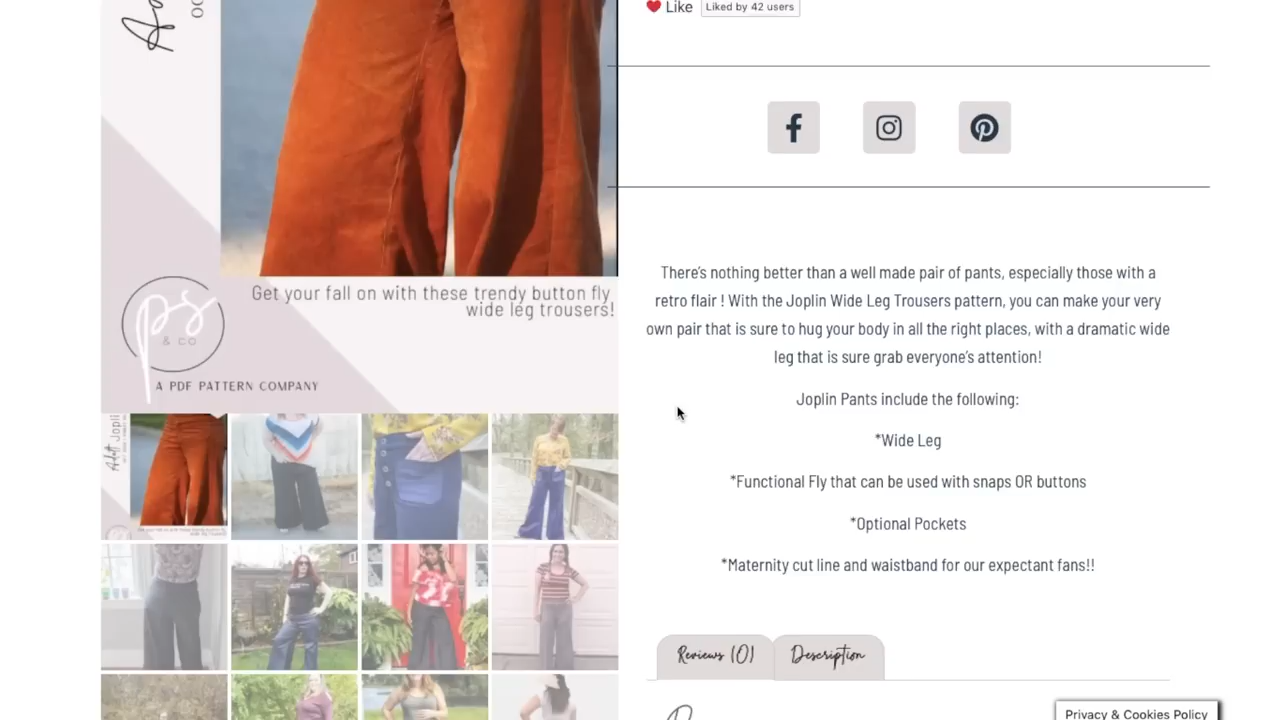 Like
Liked by 42 users
There's nothing better than a well made pair of pants, especially those with a
retro flair ! With the Joplin Wide Leg Trousers pattern, you can make your very
own pair that is sure to hug your body in all the right places, with a dramatic wide
leg that is sure grab everyone's attention!
Joplin Pants include the following:
*Wide Leg
*Functional Fly that can be used with snaps OR buttons
*Optional Pockets
*Maternity cut line and waistband for our expectant fans!!
Reviews (0)
Description
Get your fall on with these trendy button fly
wide leg trousers!
ps
& co
A PDF PATTERN COMPANY
Privacy & Cookies Policy